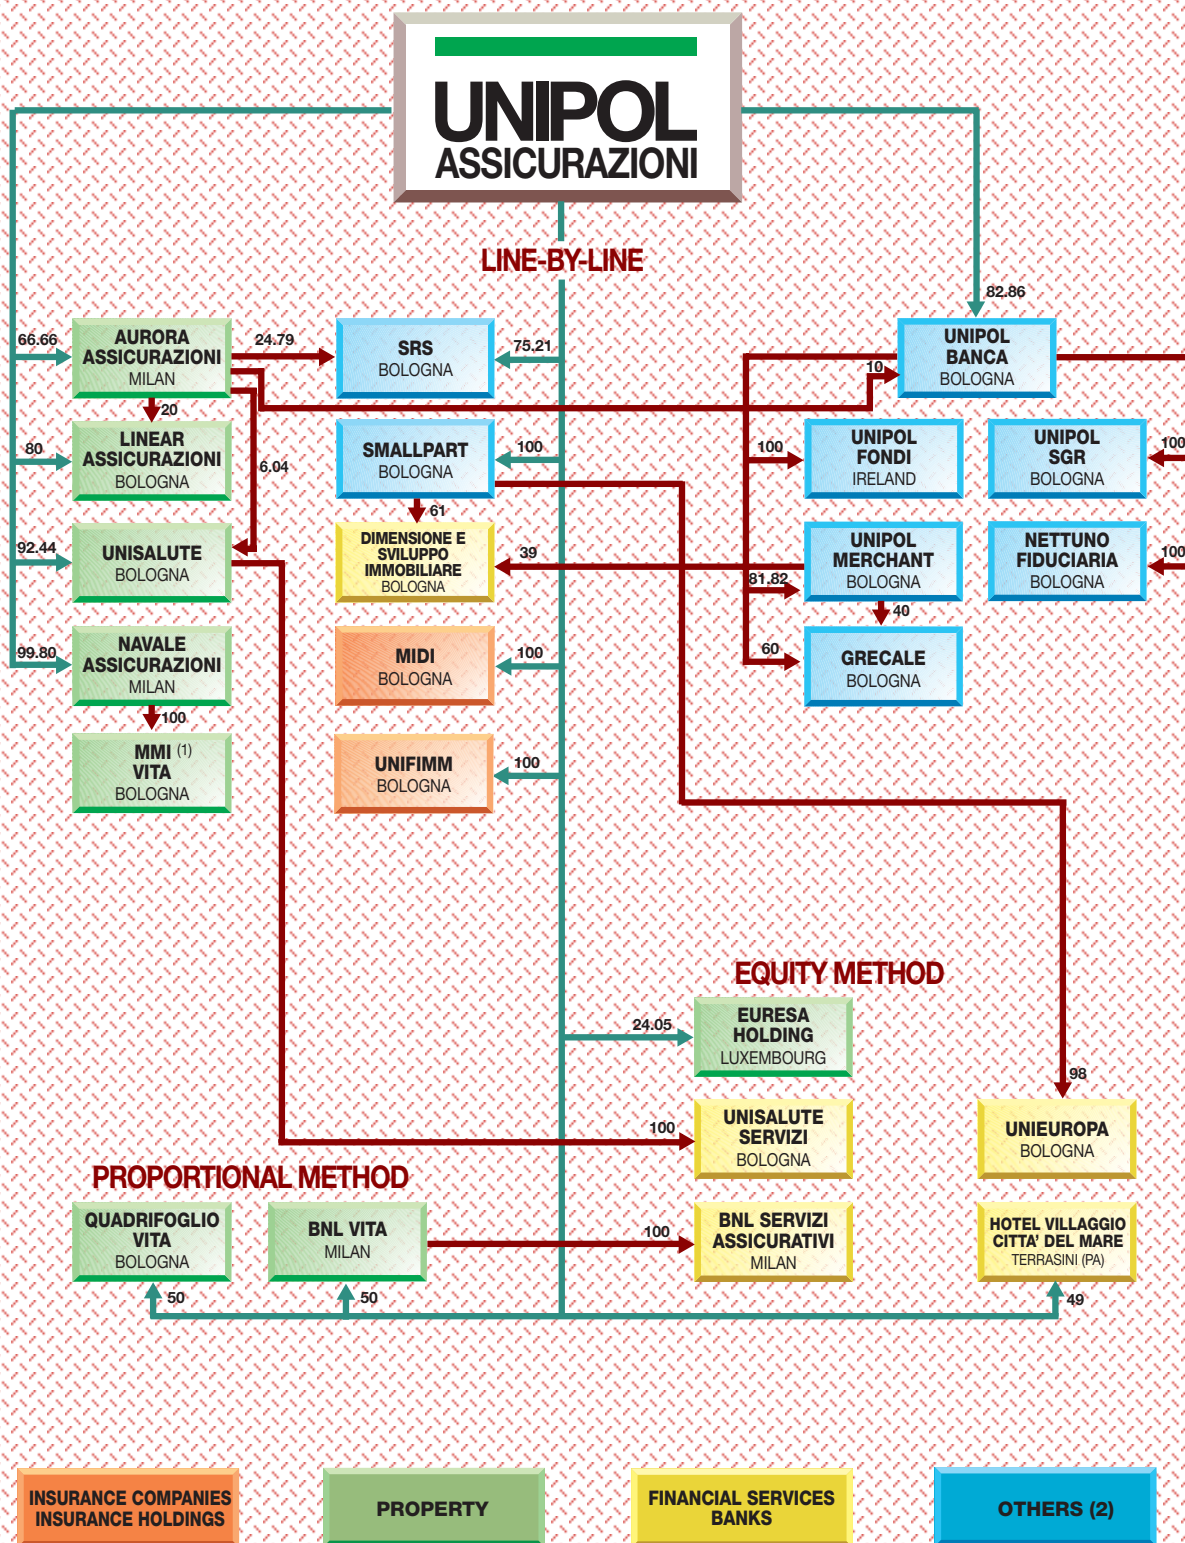 UNIPOL
ASSICURAZIONI
LINE-BY-LINE
82.86
66.66
AURORA
ASSICURAZIONI
MILAN
24.79
SRS
BOLOGNA
75.21
UNIPOL
BANCA
BOLOGNA
10
20
80
LINEAR
ASSICURAZIONI
BOLOGNA
6.04
SMALLPART
BOLOGNA
100
100
UNIPOL
FONDI
IRELAND
UNIPOL
SGR
BOLOGNA
100
61
92.44
UNISALUTE
BOLOGNA
DIMENSIONE E
SVILUPPO
IMMOBILIARE
BOLOGNA
39
81.82
UNIPOL
MERCHANT
BOLOGNA
NETTUNO
FIDUCIARIA
BOLOGNA
100
40
99.80
NAVALE
ASSICURAZIONI
MILAN
MIDI
BOLOGNA
100
60
GRECALE
BOLOGNA
100
MMI (1)
VITA
BOLOGNA
UNIFIMM
BOLOGNA
100
EQUITY METHOD
24.05
EURESA
HOLDING
LUXEMBOURG
98
100
UNISALUTE
SERVIZI
BOLOGNA
UNIEUROPA
BOLOGNA
PROPORTIONAL METHOD
QUADRIFOGLIO
VITA
BOLOGNA
BNL VITA
MILAN
100
BNL SERVIZI
ASSICURATIVI
MILAN
HOTEL VILLAGGIO
CITTA' DEL MARE
TERRASINI (PA)
50
50
49
INSURANCE COMPANIES
INSURANCE HOLDINGS
PROPERTY
FINANCIAL SERVICES
BANKS
OTHERS (2)